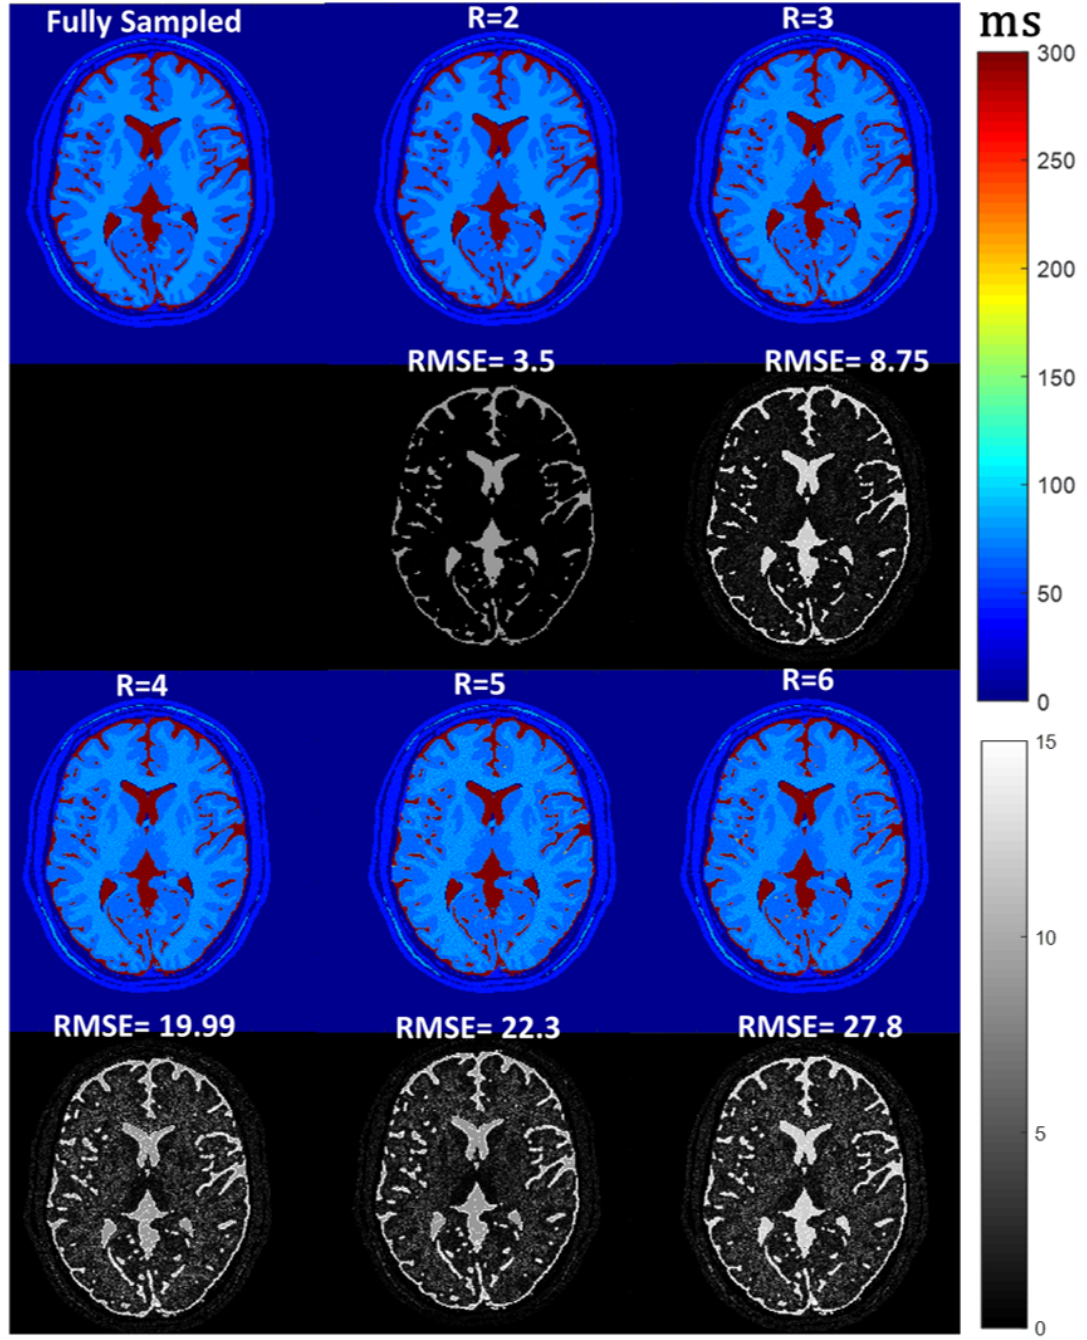 Fully Sampled
R=2
R=3
ms
300
250
200
150
100
50
0
RMSE= 3.5
RMSE= 8.75
R=4
R=5
R=6
15
10
5
0
RMSE= 19.99
RMSE= 22.3
RMSE= 27.8